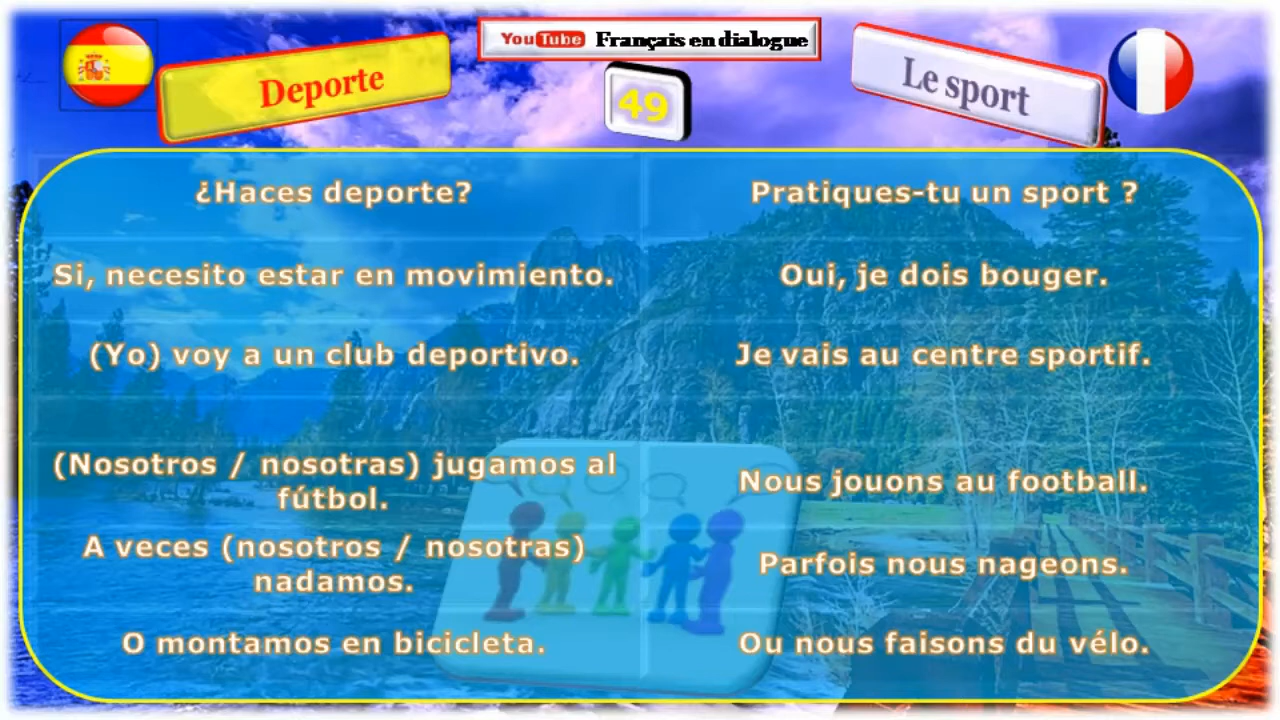 YouTube Français en dialogue
Deporte
49
Le sport
¿Haces deporte?
Pratiques-tu un sport ?
Si, necesito estar en movimiento.
Oui, je dois bouger.
(Yo) voy a un club deportivo.
Je vais au centre sportif.
(Nosotros / nosotras) jugamos al
fútbol.
Nous jouons au football.
A veces (nosotros / nosotras)
nadamos.
Parfois nous nageons.
O montamos en bicicleta.
Ou nous faisons du vélo.